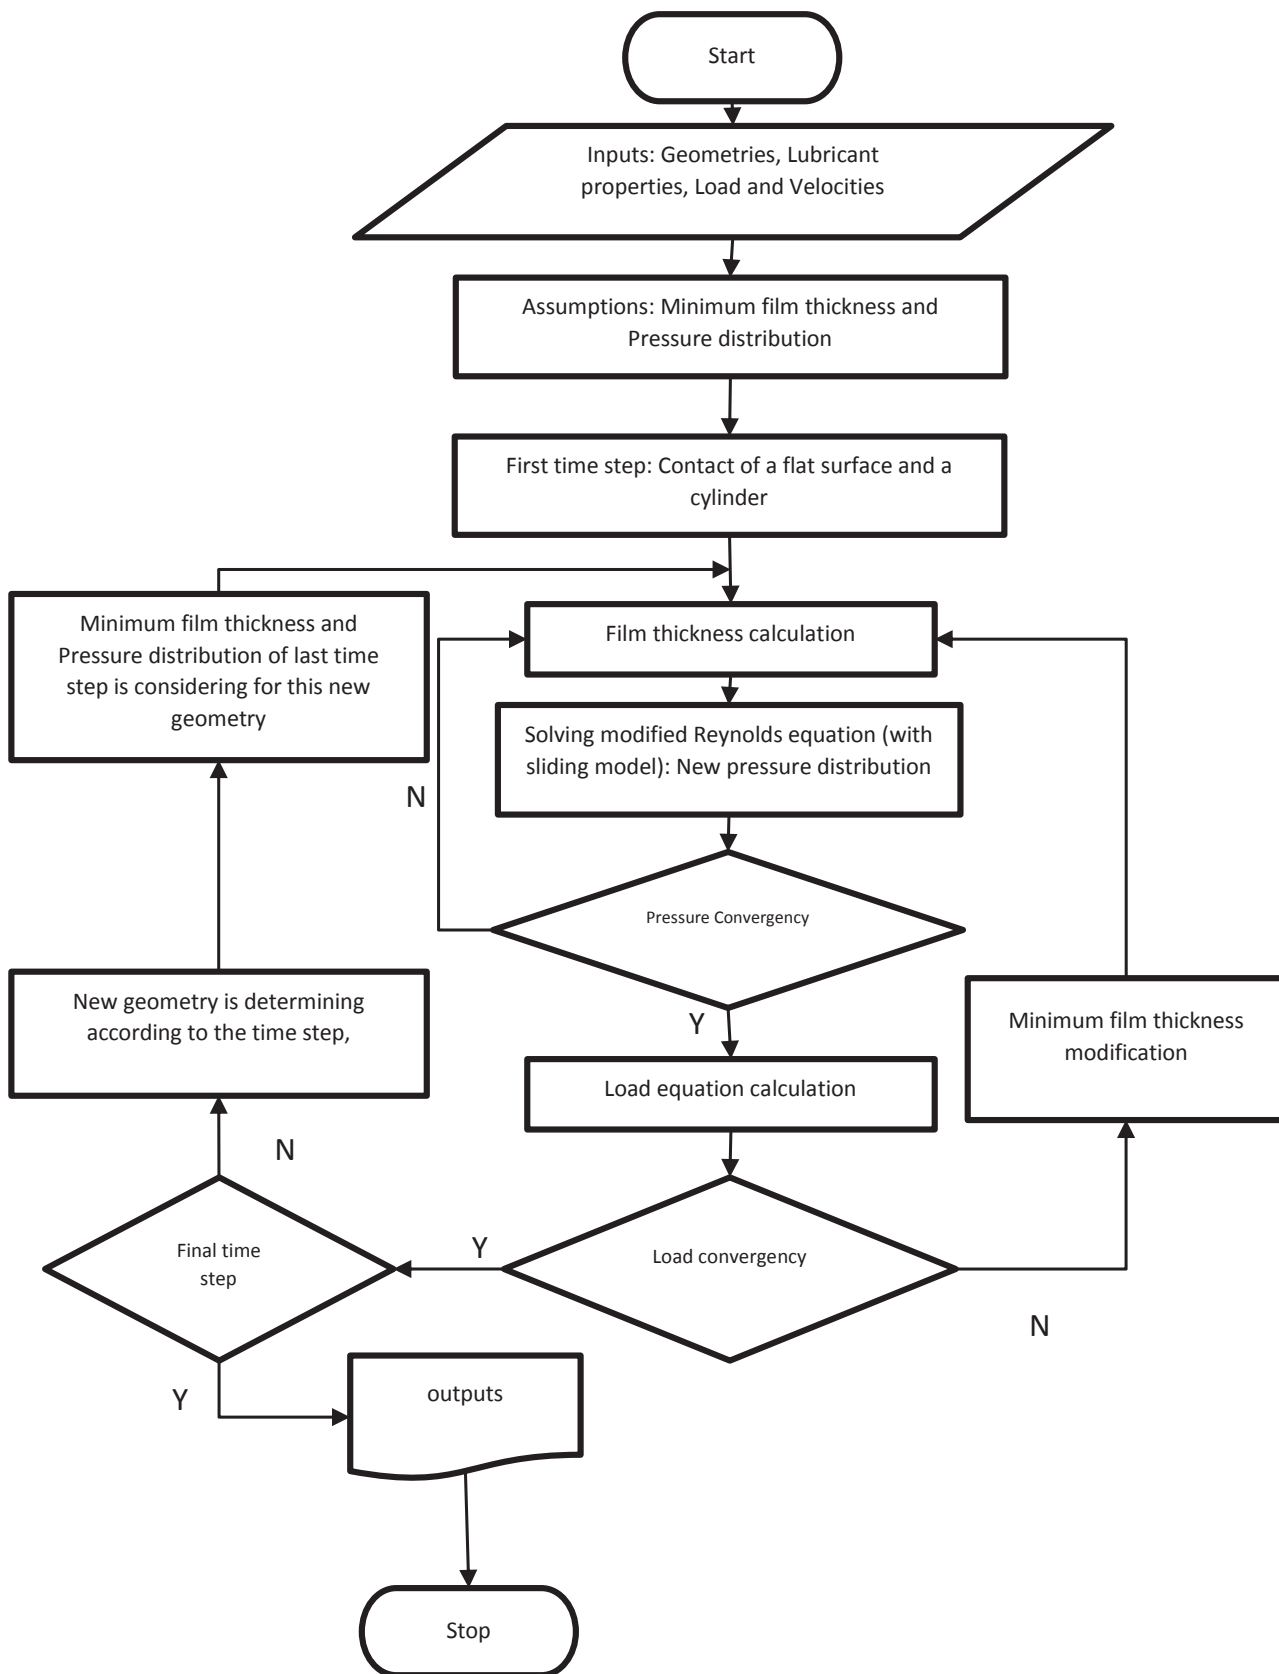 Start
Inputs: Geometries, Lubricant
properties, Load and Velocities
Assumptions: Minimum film thickness and
Pressure distribution
First time step: Contact of a flat surface and a
cylinder
Minimum film thickness and
Pressure distribution of last time
step is considering for this new
geometry
Film thickness calculation
Solving modified Reynolds equation (with
sliding model): New pressure distribution
N
Pressure Convergency
New geometry is determining
according to the time step,
Y
Minimum film thickness
modification
Load equation calculation
N
Final time
step
Y
Load convergency
N
Y
outputs
Stop